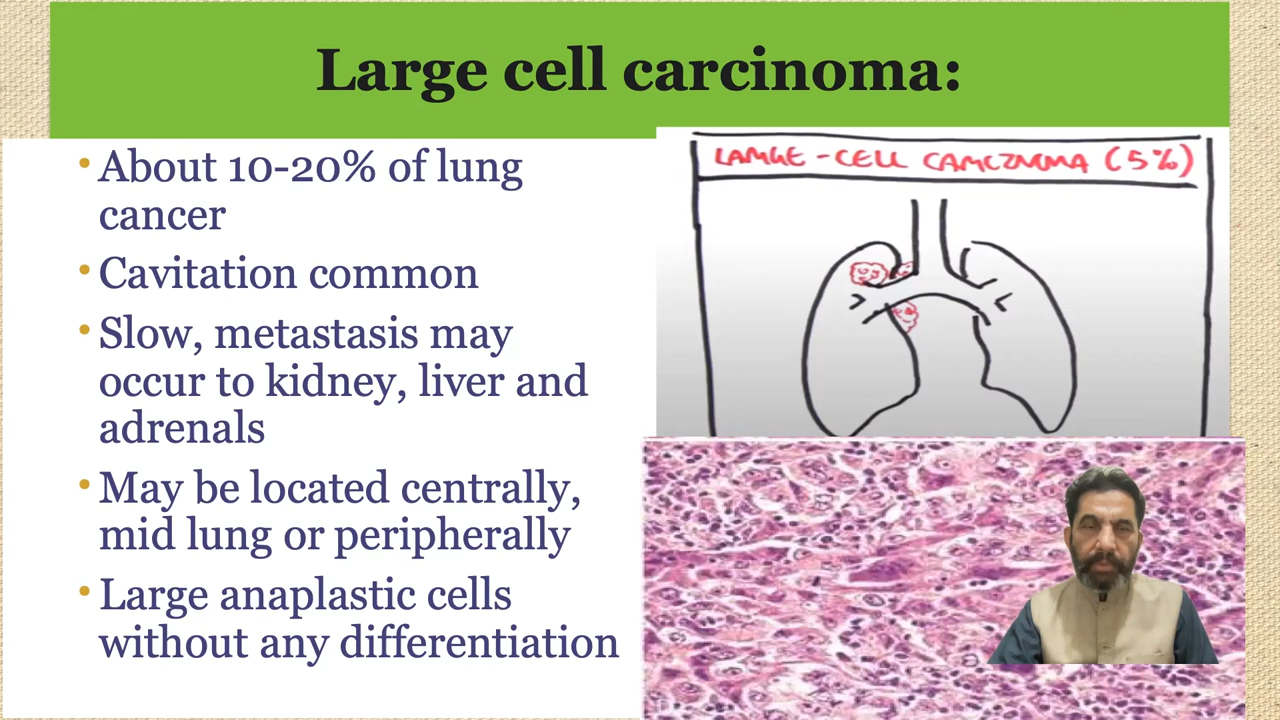 Large cell carcinoma:
• About 10-20% of lung
cancer
• Cavitation common
• Slow, metastasis may
occur to kidney, liver and
adrenals
• May be located centrally,
mid lung or peripherally
• Large anaplastic cells
without any differentiation
LARGE-CELL CARCINOMA (5%)